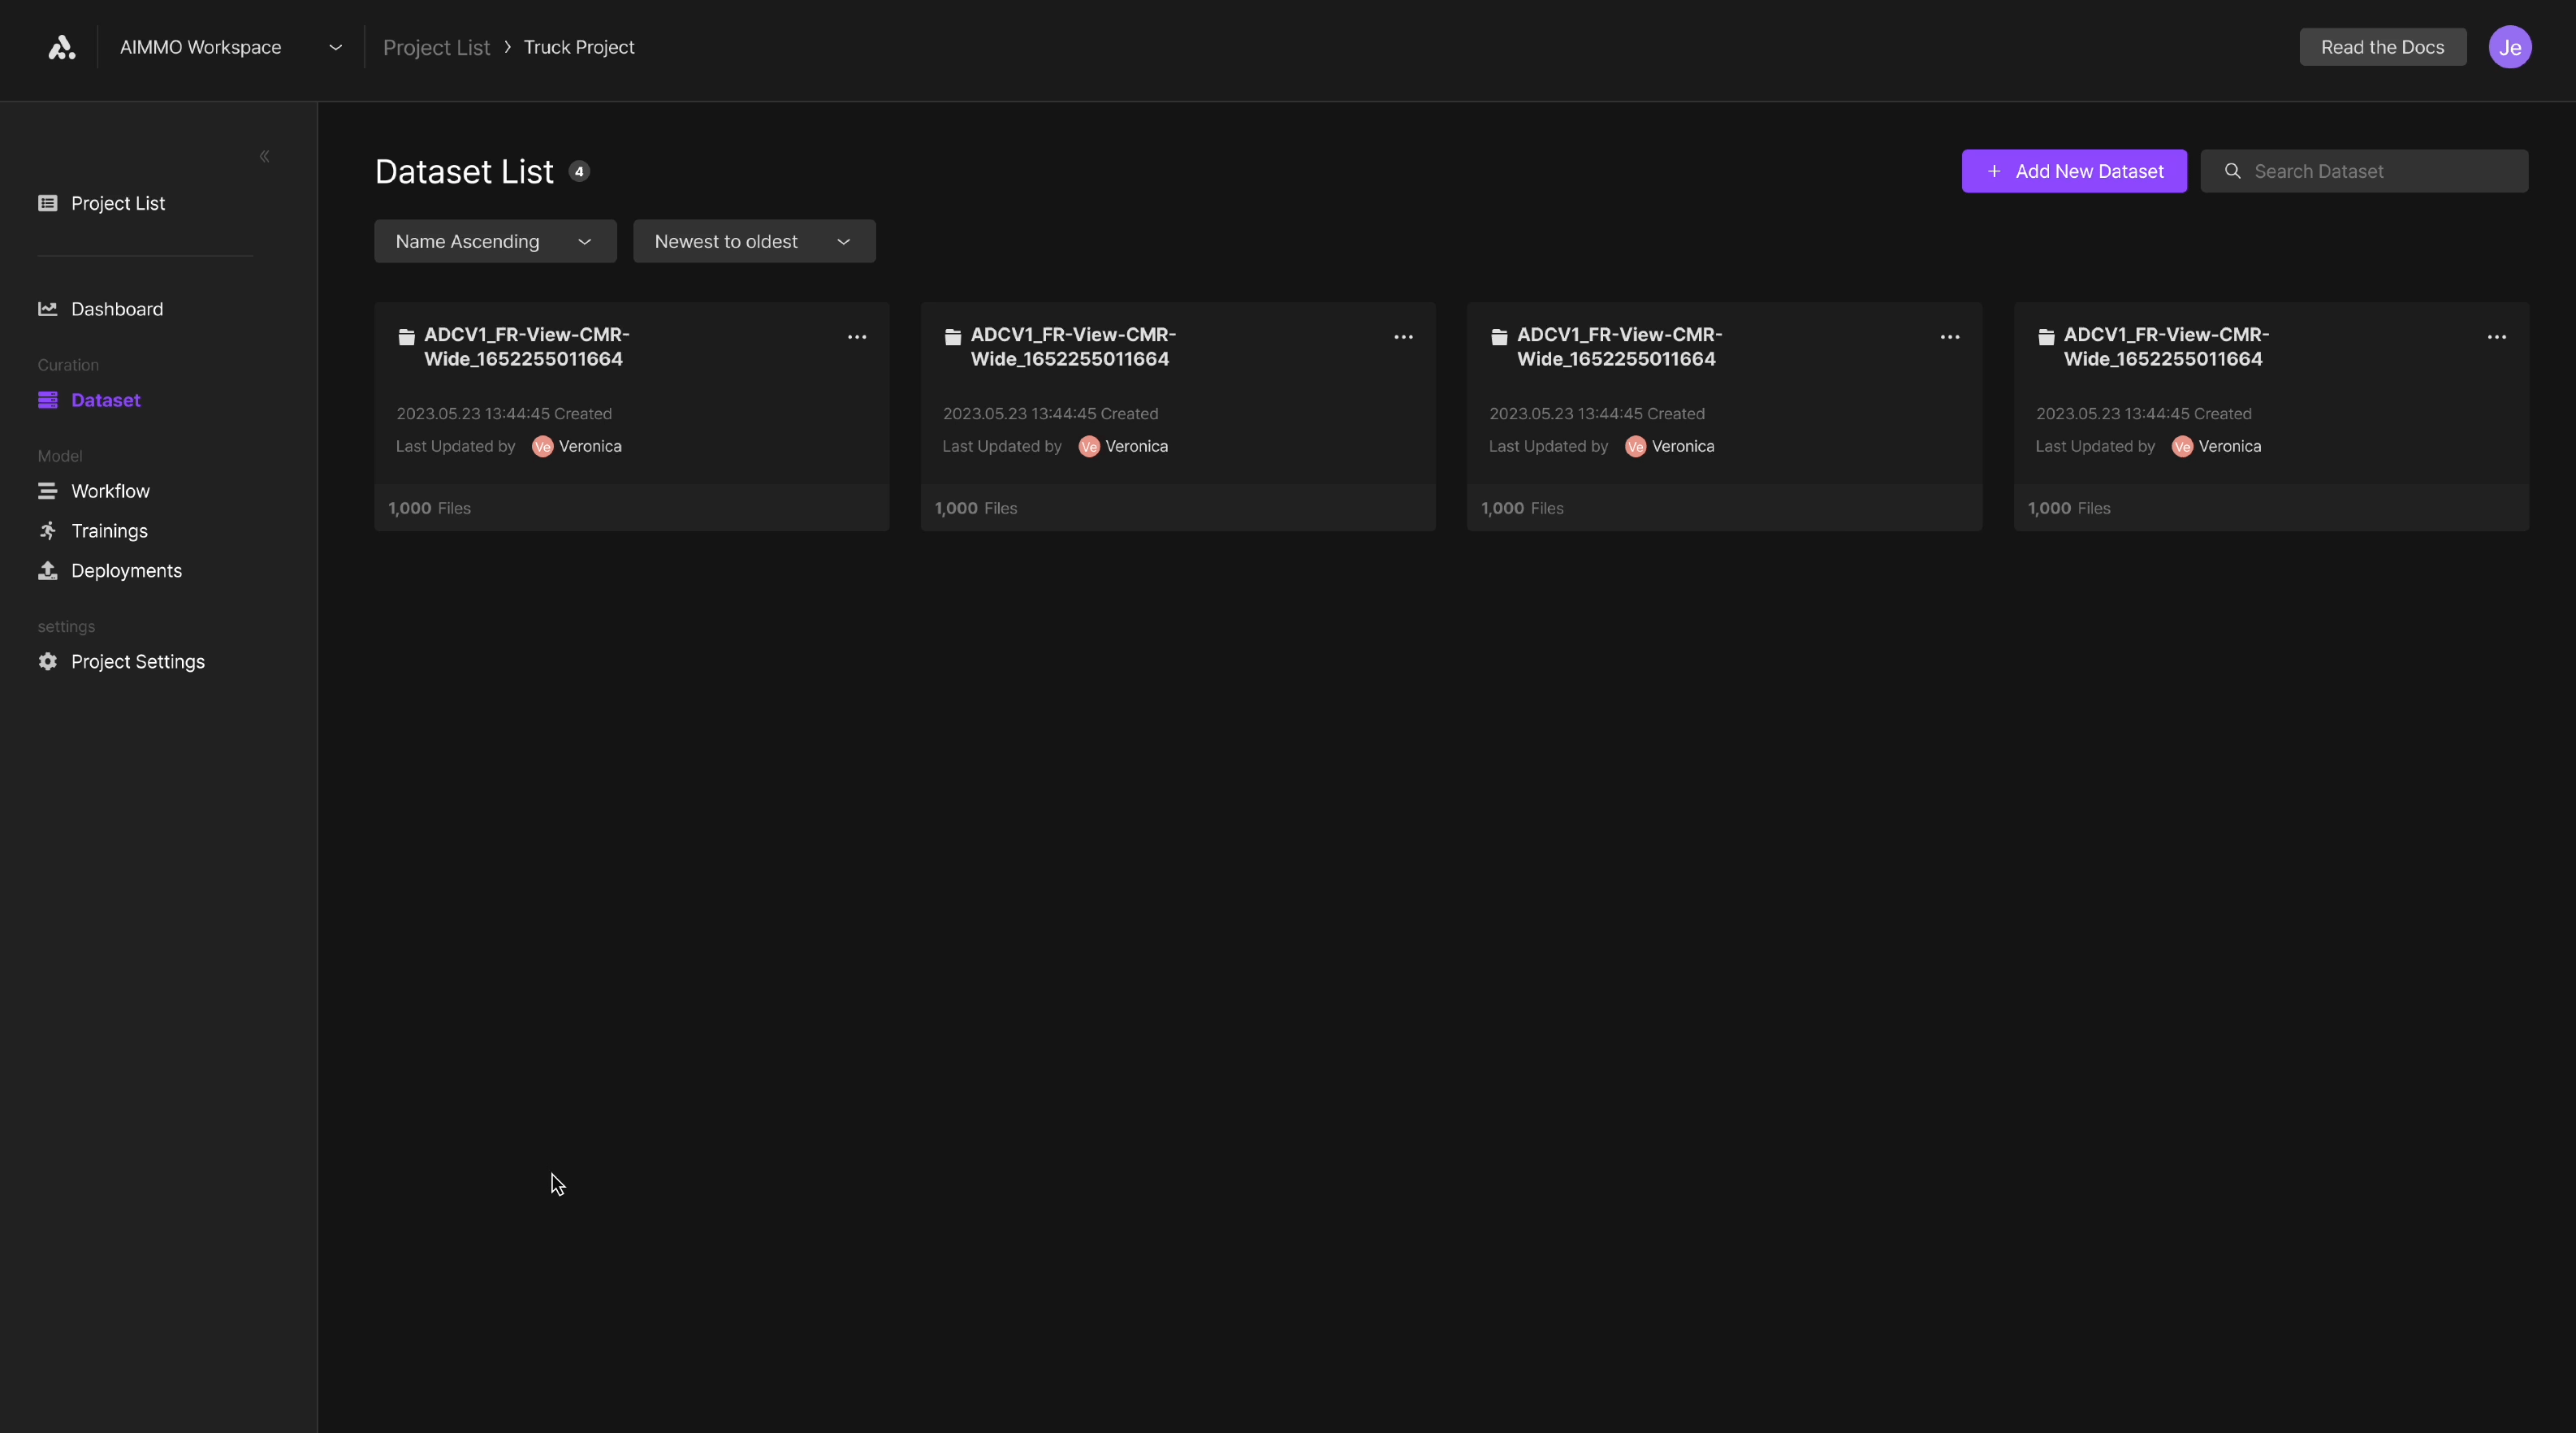 AIMMO Workspace
Project List > Truck Project
Read the Docs
Je
Project List
Dashboard
Curation
Dataset
Model
Workflow
Trainings
Deployments
settings
Project Settings
Dataset List 4
+ Add New Dataset
Search Dataset
Name Ascending
Newest to oldest
ADCV1_FR-View-CMR-
Wide_1652255011664
2023.05.23 13:44:45 Created
Last Updated by Ve Veronica
1,000 Files
ADCV1_FR-View-CMR-
Wide_1652255011664
2023.05.23 13:44:45 Created
Last Updated by Ve Veronica
1,000 Files
ADCV1_FR-View-CMR-
Wide_1652255011664
2023.05.23 13:44:45 Created
Last Updated by Ve Veronica
1,000 Files
ADCV1_FR-View-CMR-
Wide_1652255011664
2023.05.23 13:44:45 Created
Last Updated by Ve Veronica
1,000 Files